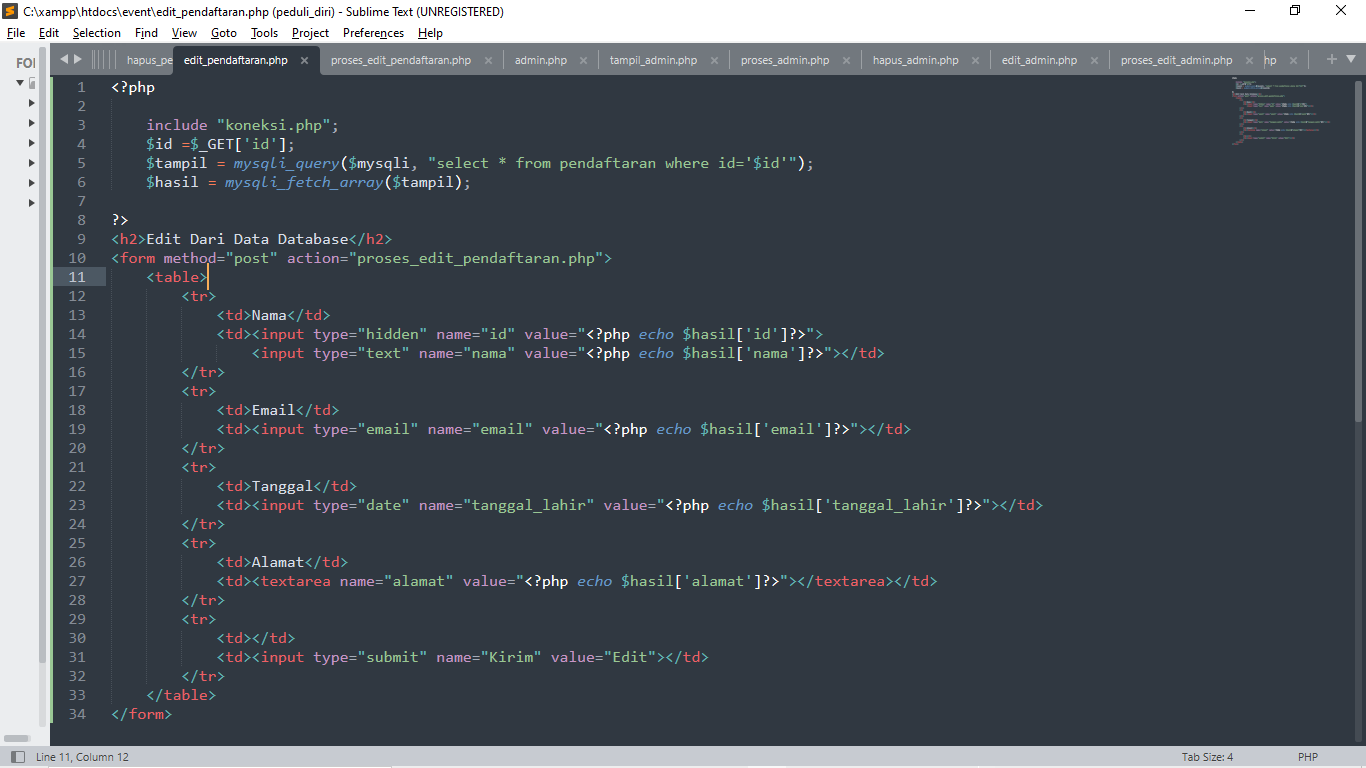 C:\xampp\htdocs\event\edit_pendaftaran.php (peduli_diri) - Sublime Text (UNREGISTERED)
File Edit Selection Find View Goto Tools Project Preferences Help
FOI
hapus_pe edit_pendaftaran.php × proses_edit_pendaftaran.php × admin.php × tampil_admin.php × proses_admin.php × hapus_admin.php × edit_admin.php × proses_edit_admin.php × hp × +
1 <?php
2
3     include "koneksi.php";
4     $id =$_GET['id'];
5     $tampil = mysqli_query($mysqli, "select * from pendaftaran where id='$id'");
6     $hasil = mysqli_fetch_array($tampil);
7
8 ?>
9 <h2>Edit Dari Data Database</h2>
10 <form method="post" action="proses_edit_pendaftaran.php">
11     <table>
12         <tr>
13             <td>Nama</td>
14             <td><input type="hidden" name="id" value="<?php echo $hasil['id']?>">
15                 <input type="text" name="nama" value="<?php echo $hasil['nama']?>"></td>
16         </tr>
17         <tr>
18             <td>Email</td>
19             <td><input type="email" name="email" value="<?php echo $hasil['email']?>"></td>
20         </tr>
21         <tr>
22             <td>Tanggal</td>
23             <td><input type="date" name="tanggal_lahir" value="<?php echo $hasil['tanggal_lahir']?>"></td>
24         </tr>
25         <tr>
26             <td>Alamat</td>
27             <td><textarea name="alamat" value="<?php echo $hasil['alamat']?>"></textarea></td>
28         </tr>
29         <tr>
30             <td></td>
31             <td><input type="submit" name="Kirim" value="Edit"></td>
32         </tr>
33     </table>
34 </form>
Line 11, Column 12 Tab Size: 4 PHP